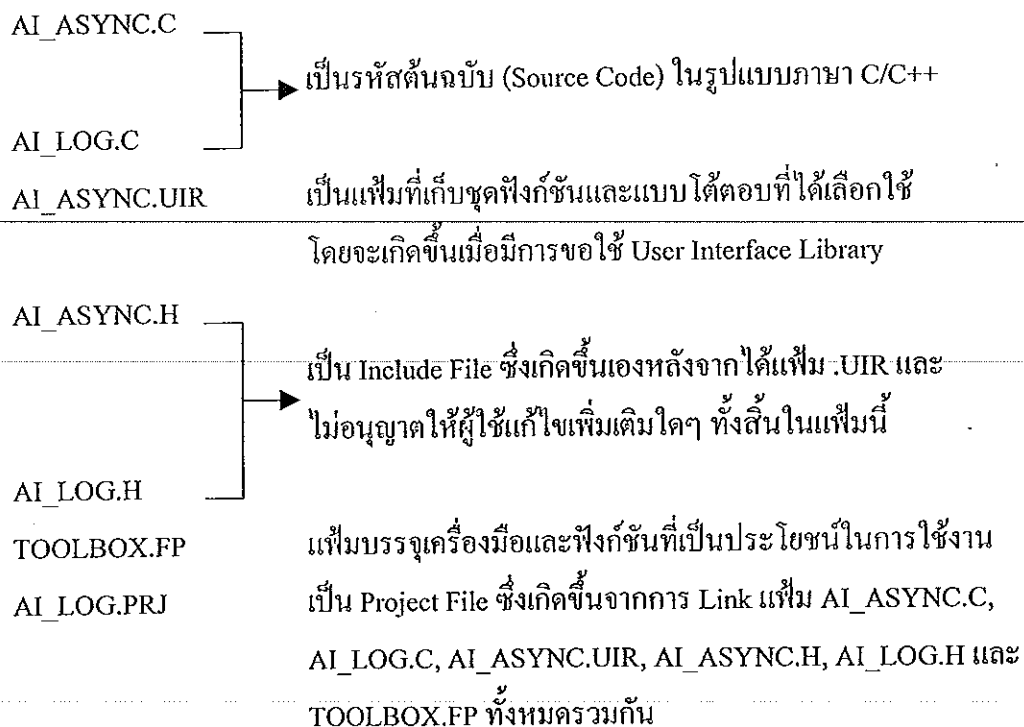 AI_ASYNC.C
เป็นรหัสต้นฉบับ (Source Code) ในรูปแบบภาษา C/C++
AI_LOG.C
AI_ASYNC.UIR เป็นแฟ้มที่เก็บชุดฟังก์ชันและแบบโต้ตอบที่ได้เลือกใช้
โดยจะเกิดขึ้นเมื่อมีการขอใช้ User Interface Library
AI_ASYNC.H
เป็น Include File ซึ่งเกิดขึ้นเองหลังจากได้แฟ้ม .UIR และ
ไม่อนุญาตให้ผู้ใช้แก้ไขเพิ่มเติมใดๆ ทั้งสิ้นในแฟ้มนี้
AI_LOG.H
TOOLBOX.FP แฟ้มบรรจุเครื่องมือและฟังก์ชันที่เป็นประโยชน์ในการใช้งาน
AI_LOG.PRJ เป็น Project File ซึ่งเกิดขึ้นจากการ Link แฟ้ม AI_ASYNC.C,
AI_LOG.C, AI_ASYNC.UIR, AI_ASYNC.H, AI_LOG.H และ
TOOLBOX.FP ทั้งหมดรวมกัน